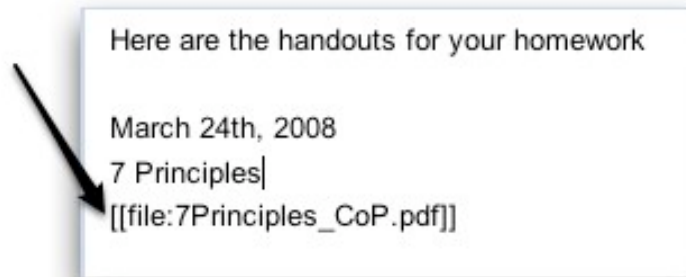 Here are the handouts for your homework
March 24th, 2008
7 Principles
[[file:7Principles_CoP.pdf]]